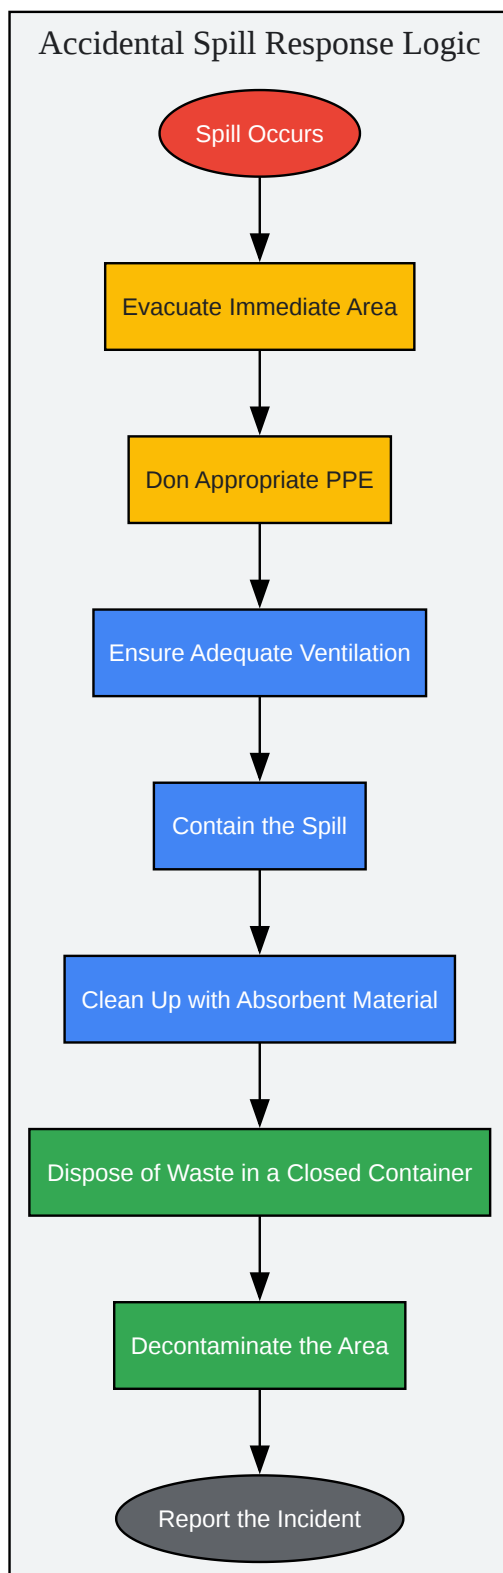 Accidental Spill Response Logic
Spill Occurs
Evacuate Immediate Area
Don Appropriate PPE
Ensure Adequate Ventilation
Contain the Spill
Clean Up with Absorbent Material
Dispose of Waste in a Closed Container
Decontaminate the Area
Report the Incident